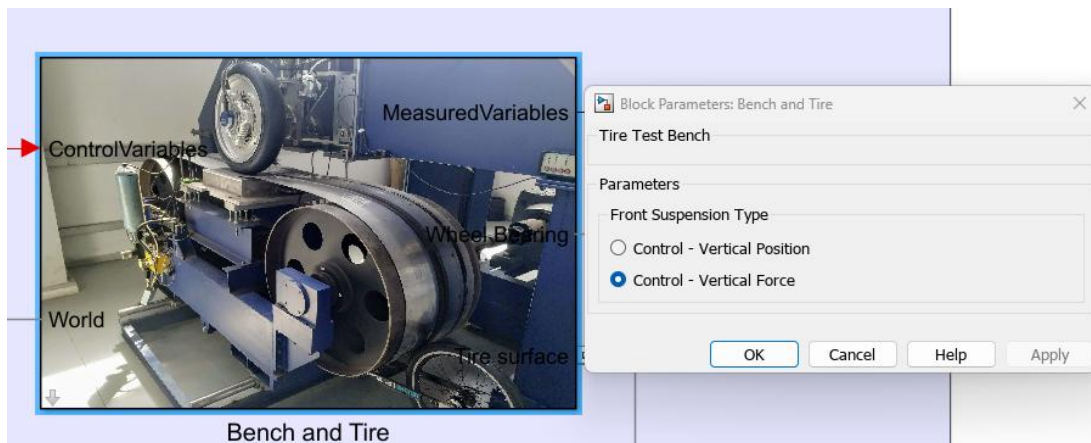 MeasuredVariables
ControlVariables
Wheel Bearing
World
Tire surface
Bench and Tire
Block Parameters: Bench and Tire
Tire Test Bench
Parameters
Front Suspension Type
Control - Vertical Position
Control - Vertical Force
OK
Cancel
Help
Apply